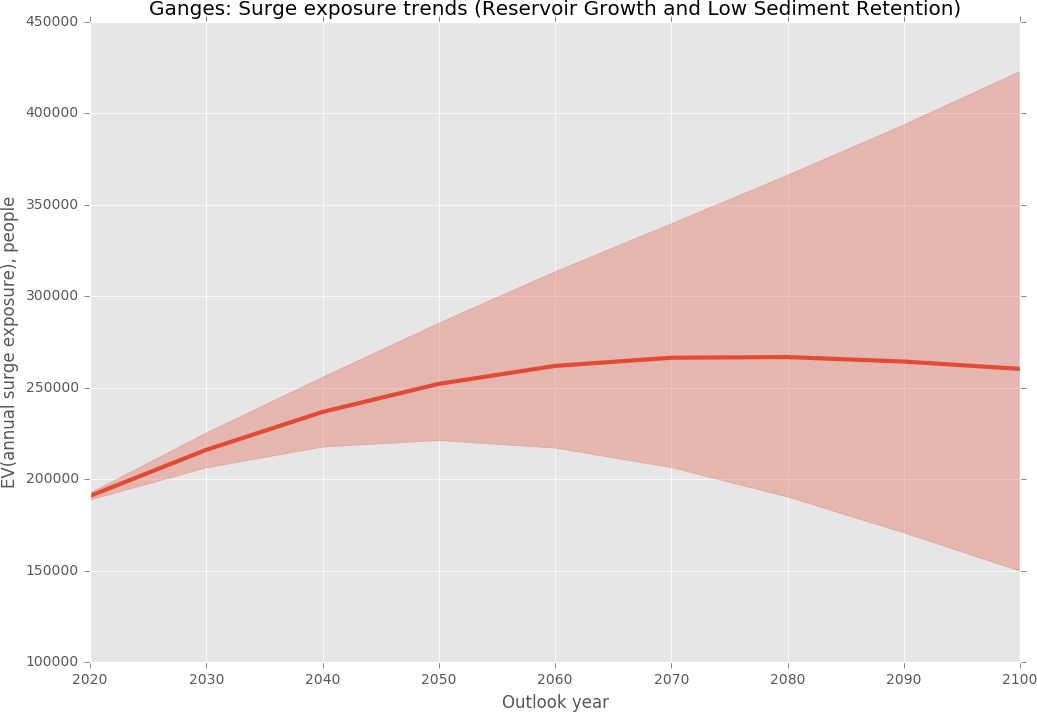 Ganges: Surge exposure trends (Reservoir Growth and Low Sediment Retention)
450000
400000
350000
300000
250000
200000
150000
100000
EV(annual surge exposure), people
2020 2030 2040 2050 2060 2070 2080 2090 2100
Outlook year